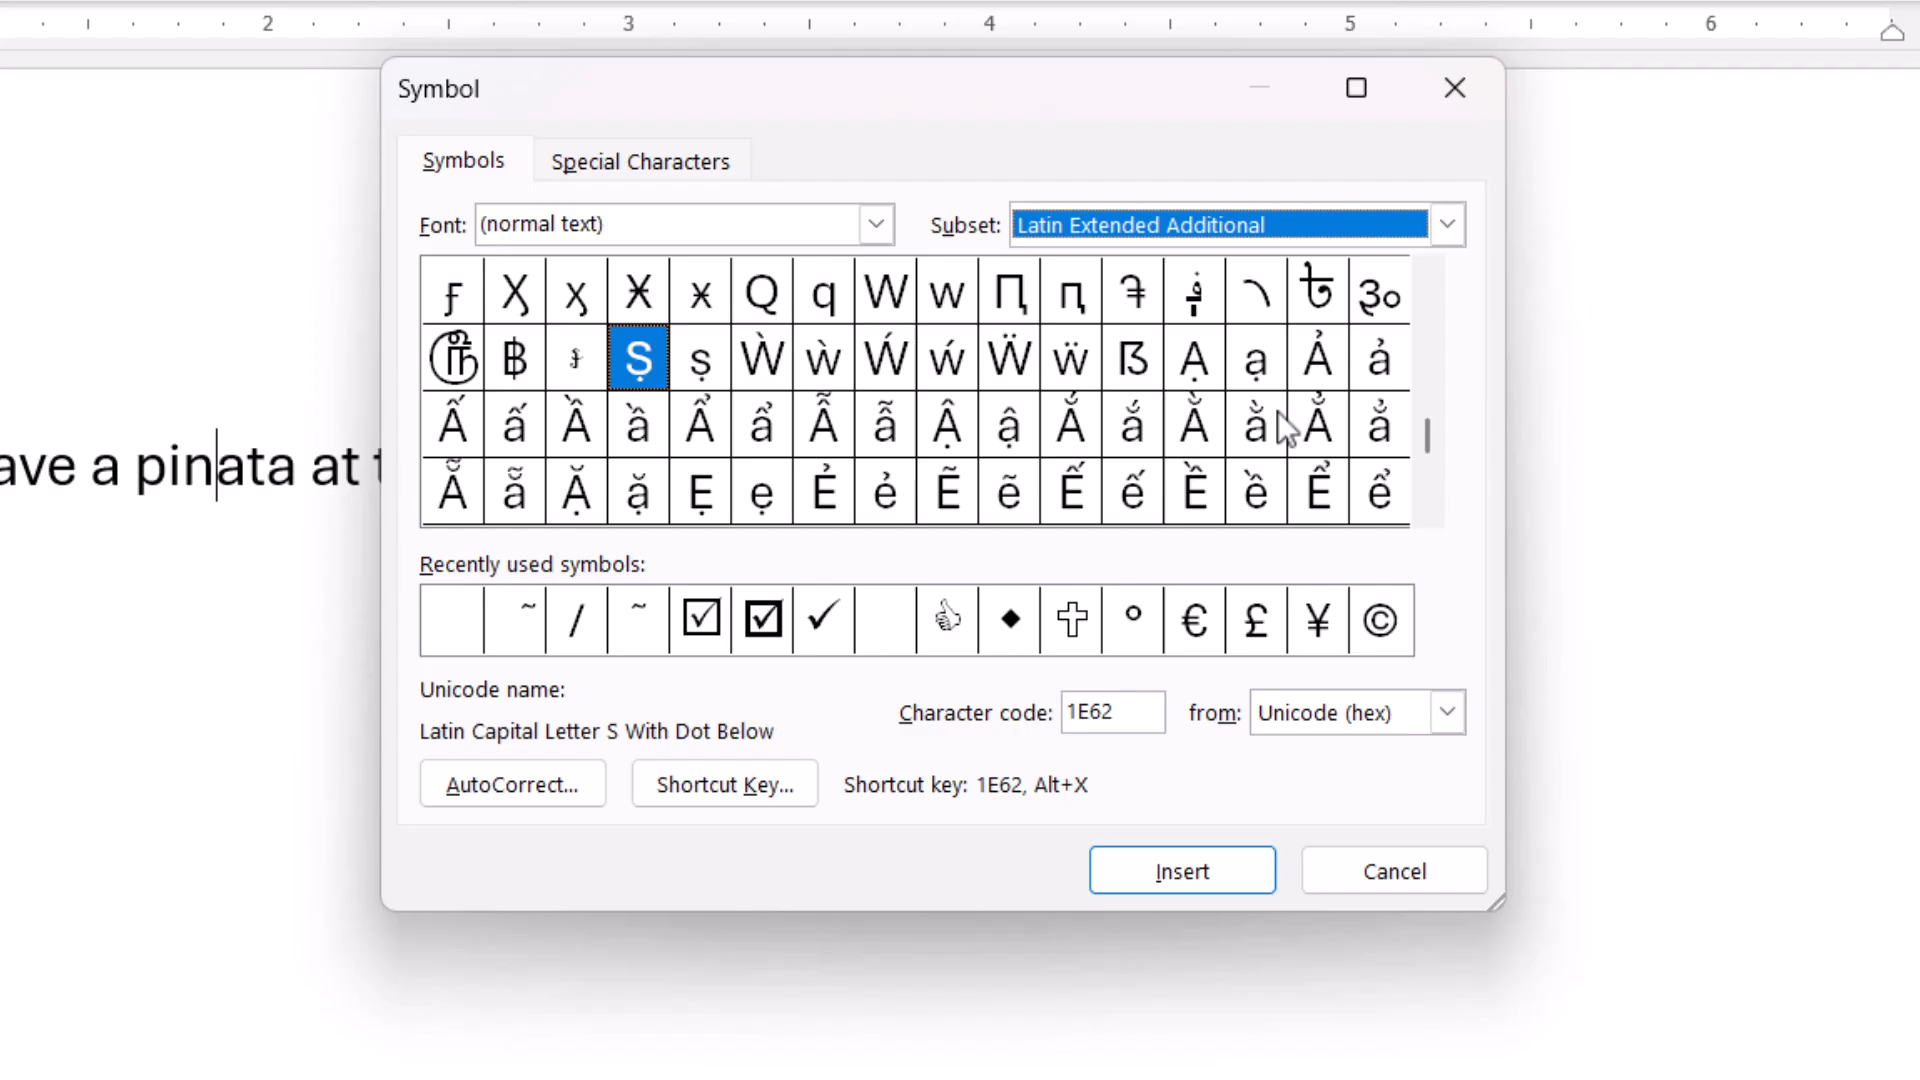 2 3 4 5 6
Symbol
Symbols Special Characters
Font: (normal text) Subset: Latin Extended Additional
Ӻ Ҳ ҳ Ӿ ӿ Q q W w Ԥ ԥ
฿ Ṣ ṣ Ẁ ẁ Ẃ ẃ Ẅ ẅ ẞ Ạ ạ Ả ả
Ấ ấ Ầ ầ Ẩ ẩ Ẫ ẫ Ậ ậ Ắ ắ Ằ ằ Ẳ ẳ
Ẵ ẵ Ặ ặ Ẹ ẹ Ẻ ẻ Ẽ ẽ Ế ế Ề ề Ể ể
ave a pinata at t
Recently used symbols:
~ / ~ ☑ ☑ ✓ 👍 ◆ ✞ ° € £ ¥ ©
Unicode name:
Latin Capital Letter S With Dot Below
Character code: 1E62 from: Unicode (hex)
AutoCorrect... Shortcut Key... Shortcut key: 1E62, Alt+X
Insert Cancel